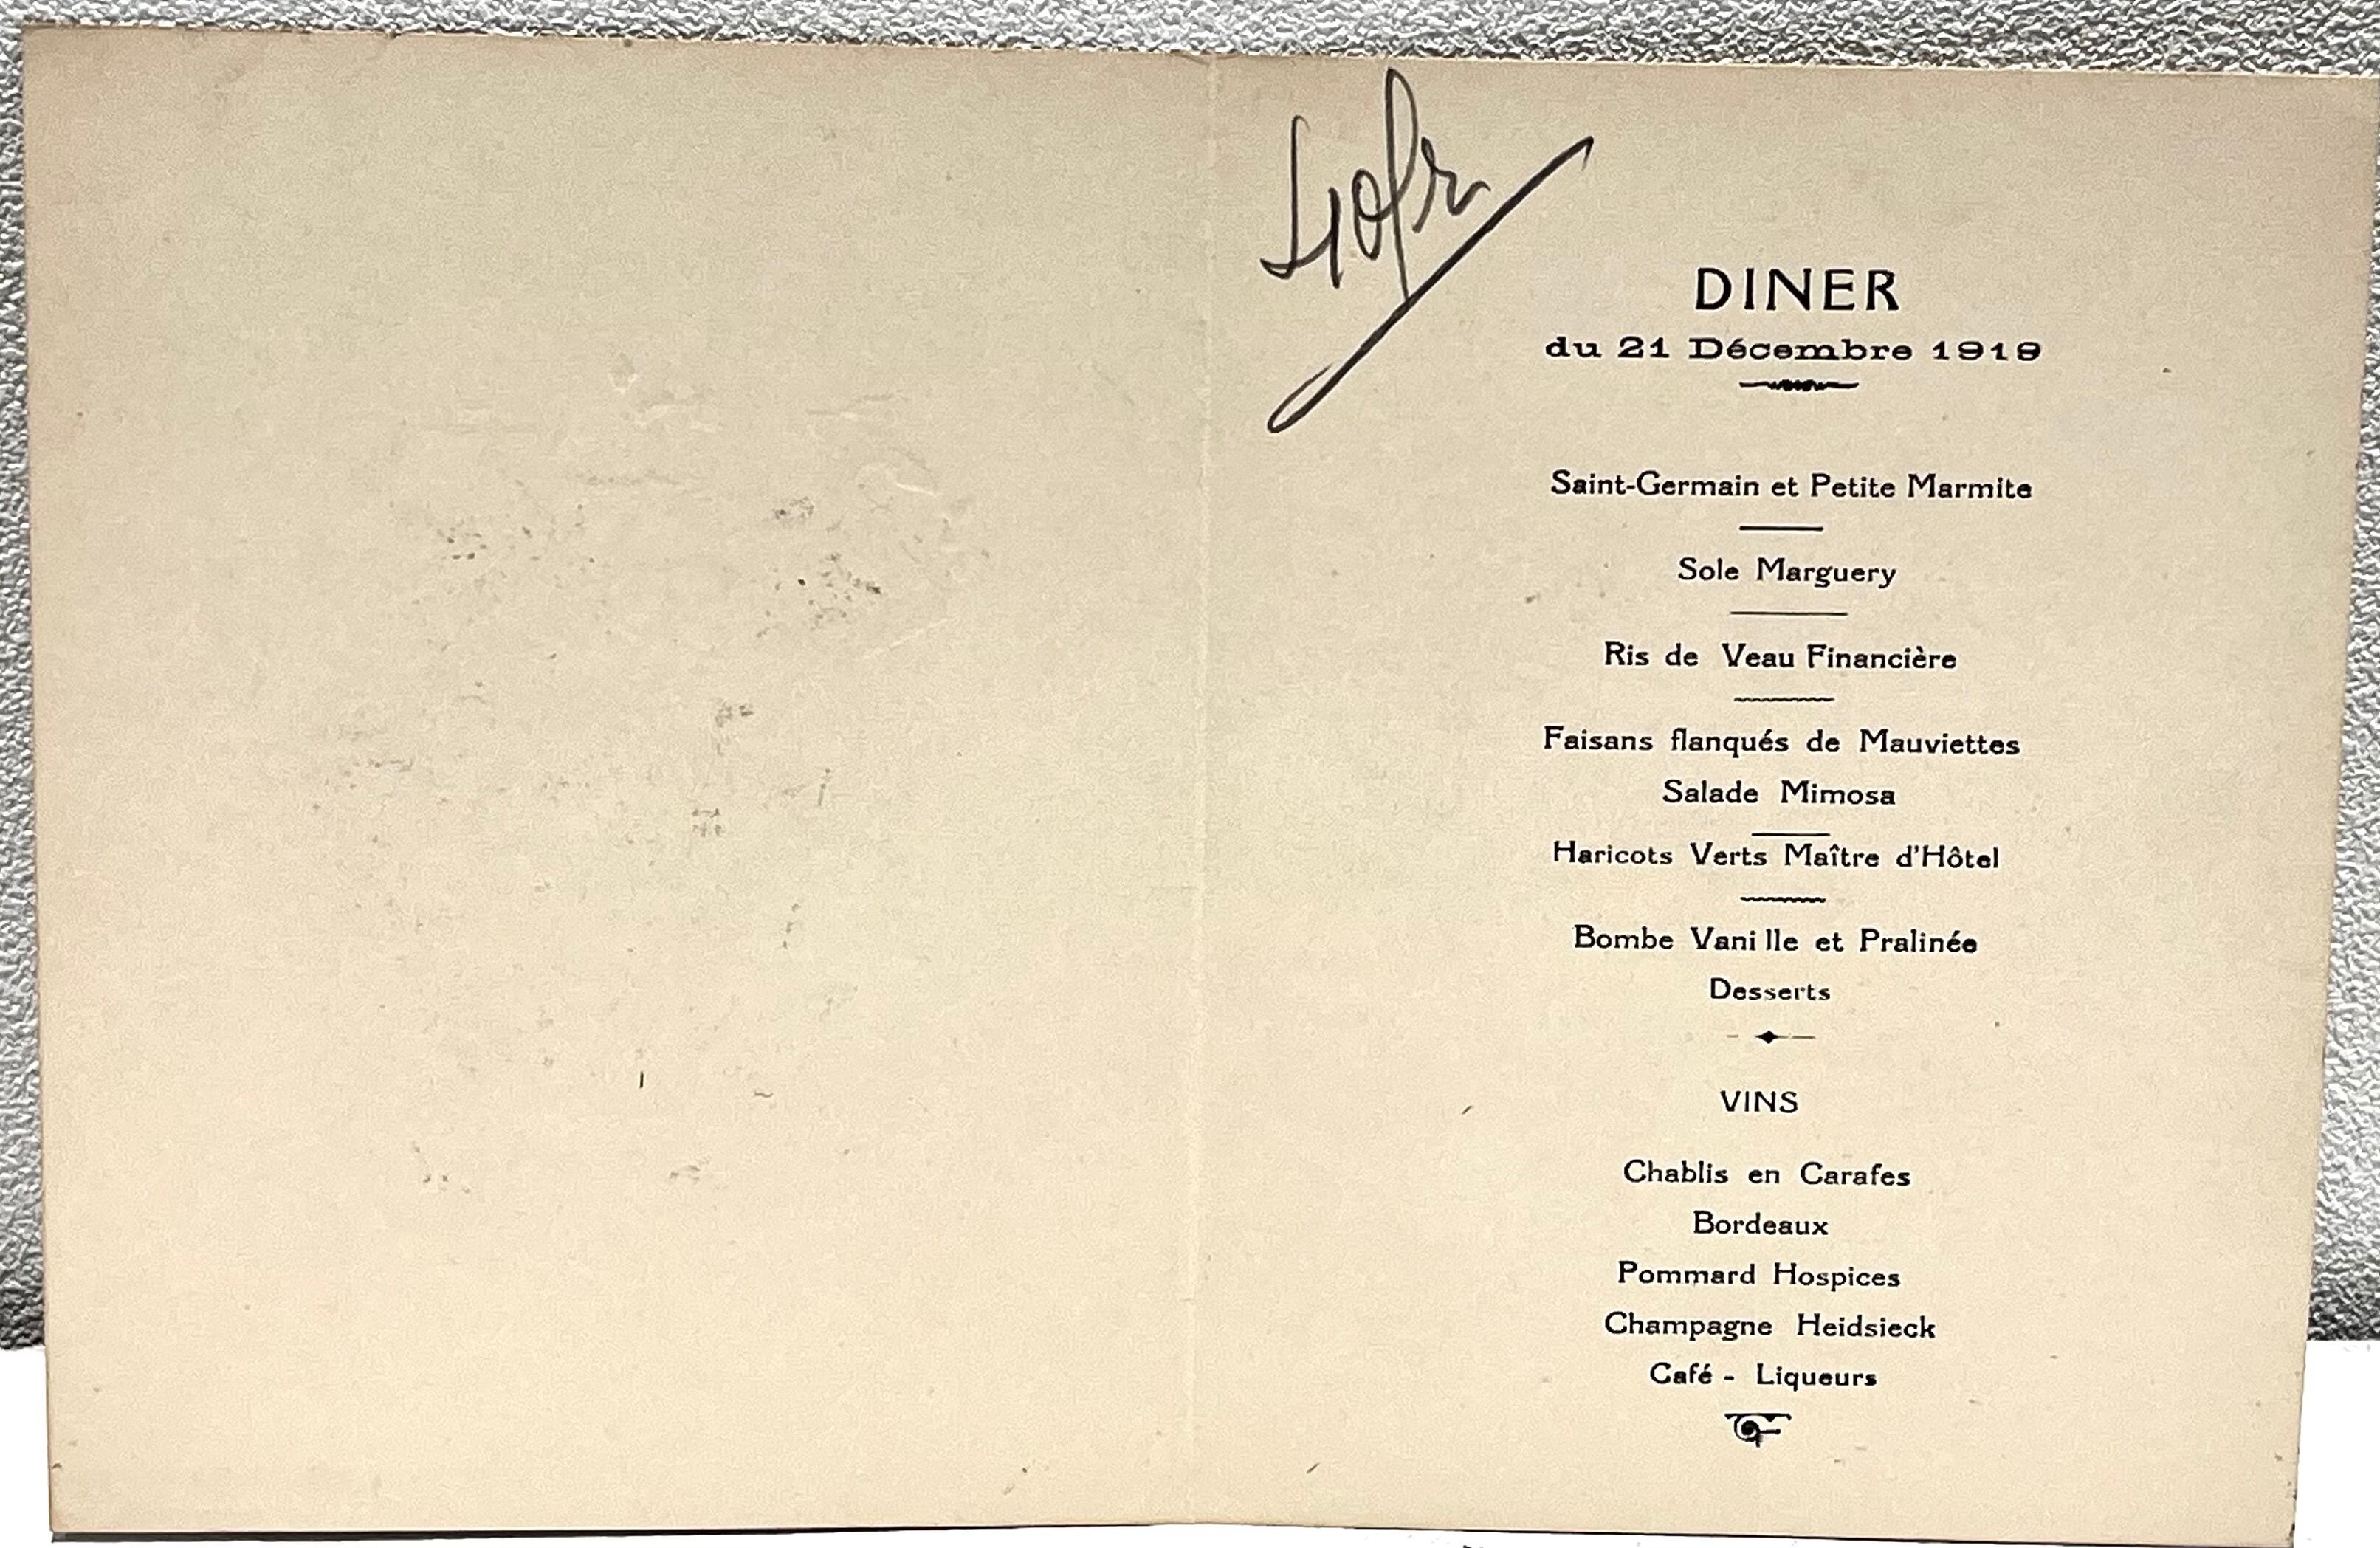 40fr
DINER
du 21 Décembre 1919
Saint-Germain et Petite Marmite
Sole Marguery
Ris de Veau Financière
Faisans flanqués de Mauviettes
Salade Mimosa
Haricots Verts Maître d'Hôtel
Bombe Vanille et Pralinée
Desserts
VINS
Chablis en Carafes
Bordeaux
Pommard Hospices
Champagne Heidsieck
Café - Liqueurs